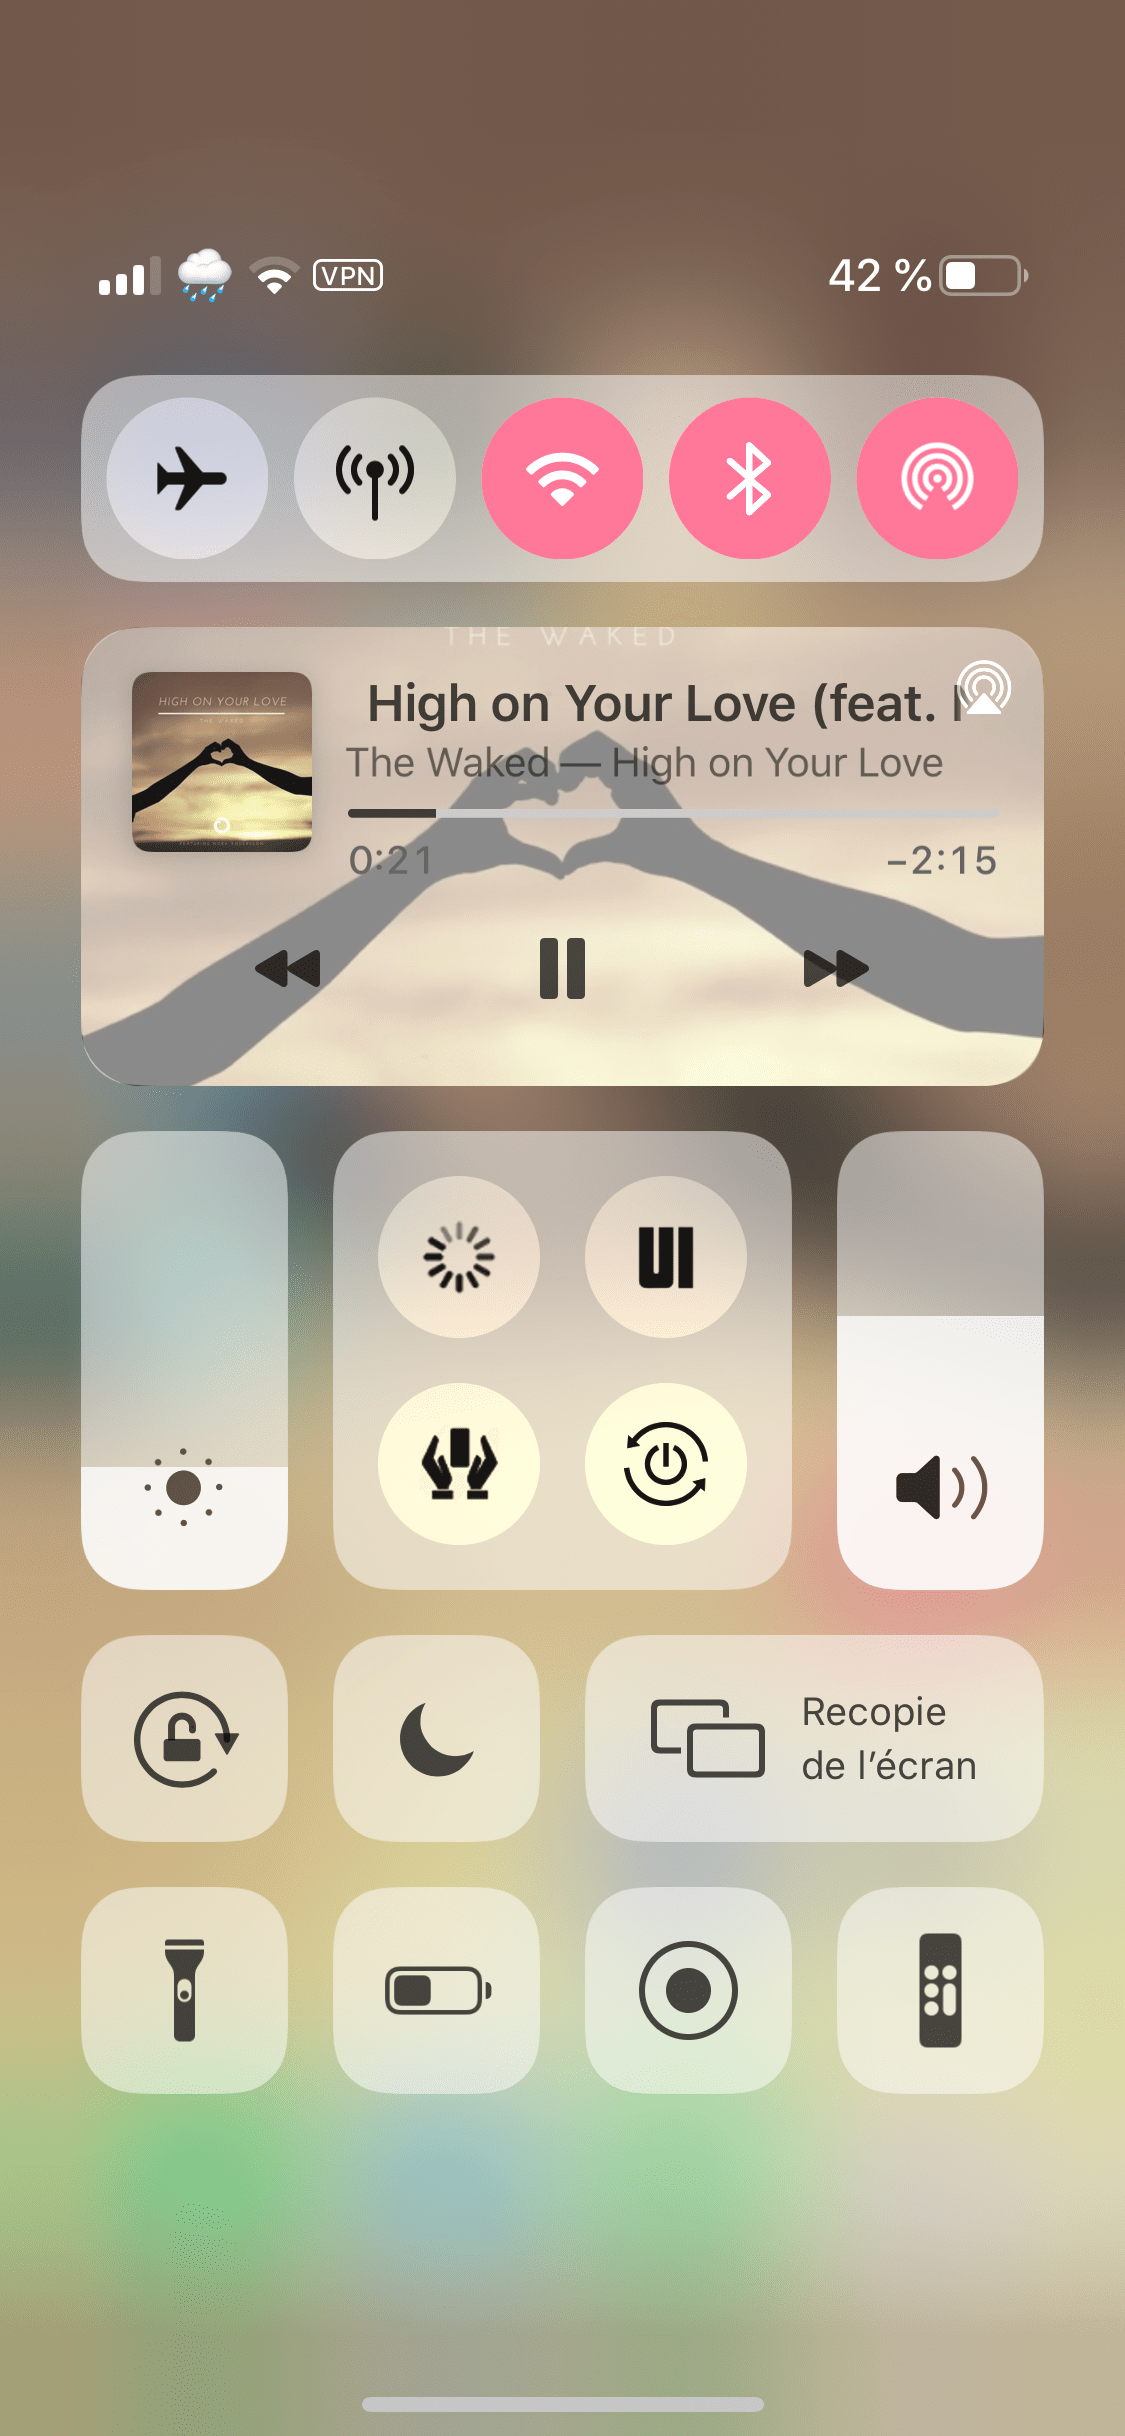 VPN
42 %
THE WAKED
HIGH ON YOUR LOVE
THE WAKED
High on Your Love (feat.
The Waked — High on Your Love
0:21
−2:15
UI
Recopie
de l’écran